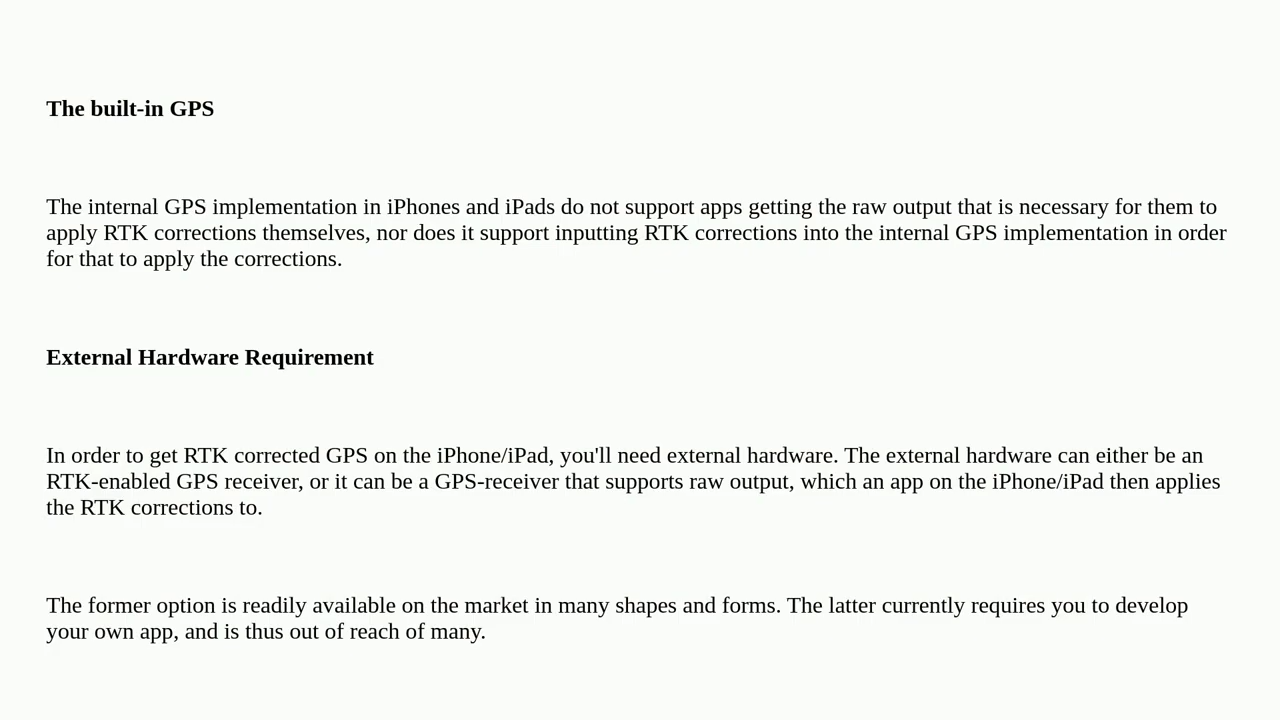 The built-in GPS
The internal GPS implementation in iPhones and iPads do not support apps getting the raw output that is necessary for them to
apply RTK corrections themselves, nor does it support inputting RTK corrections into the internal GPS implementation in order
for that to apply the corrections.
External Hardware Requirement
In order to get RTK corrected GPS on the iPhone/iPad, you'll need external hardware. The external hardware can either be an
RTK-enabled GPS receiver, or it can be a GPS-receiver that supports raw output, which an app on the iPhone/iPad then applies
the RTK corrections to.
The former option is readily available on the market in many shapes and forms. The latter currently requires you to develop
your own app, and is thus out of reach of many.